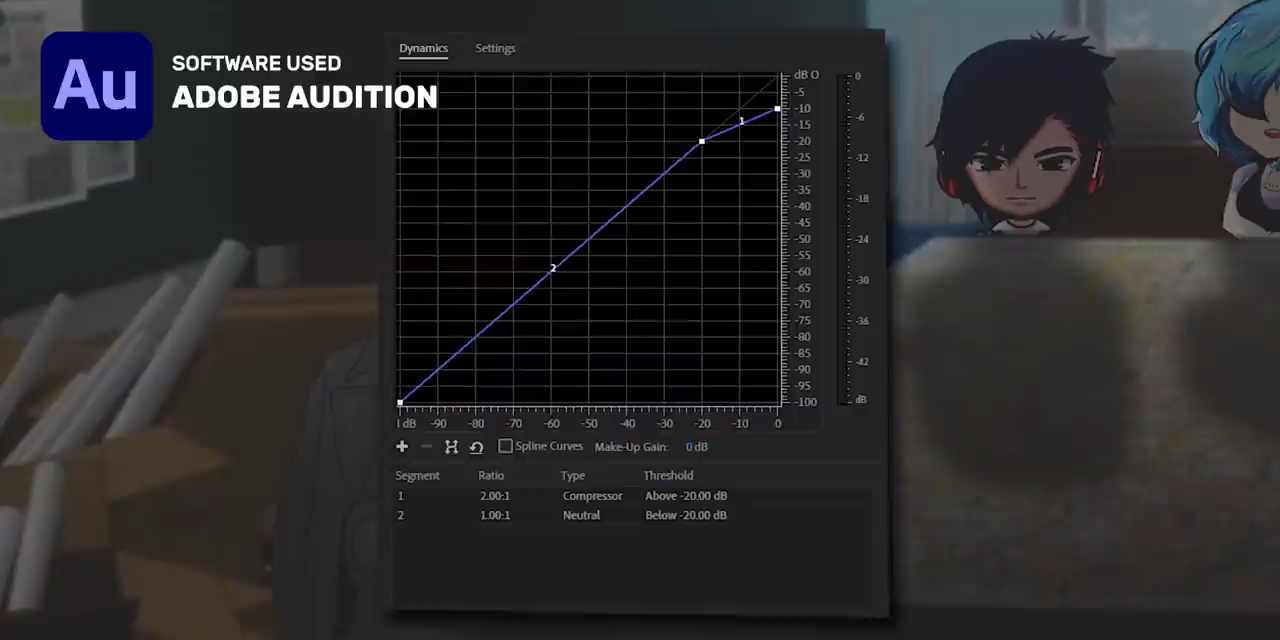 Au
SOFTWARE USED
ADOBE AUDITION
Dynamics Settings
dB O
-5
-10
-15
-20
-25
-30
-35
-40
-45
-50
-55
-60
-65
-70
-75
-80
-85
-90
-95
-100
0
-6
-12
-18
-24
-30
-36
-42
dB
1
2
dB -90 -80 -70 -60 -50 -40 -30 -20 -10 0
Spline Curves Make-Up Gain: 0 dB
Segment Ratio Type Threshold
1 2.00:1 Compressor Above -20.00 dB
2 1.00:1 Neutral Below -20.00 dB